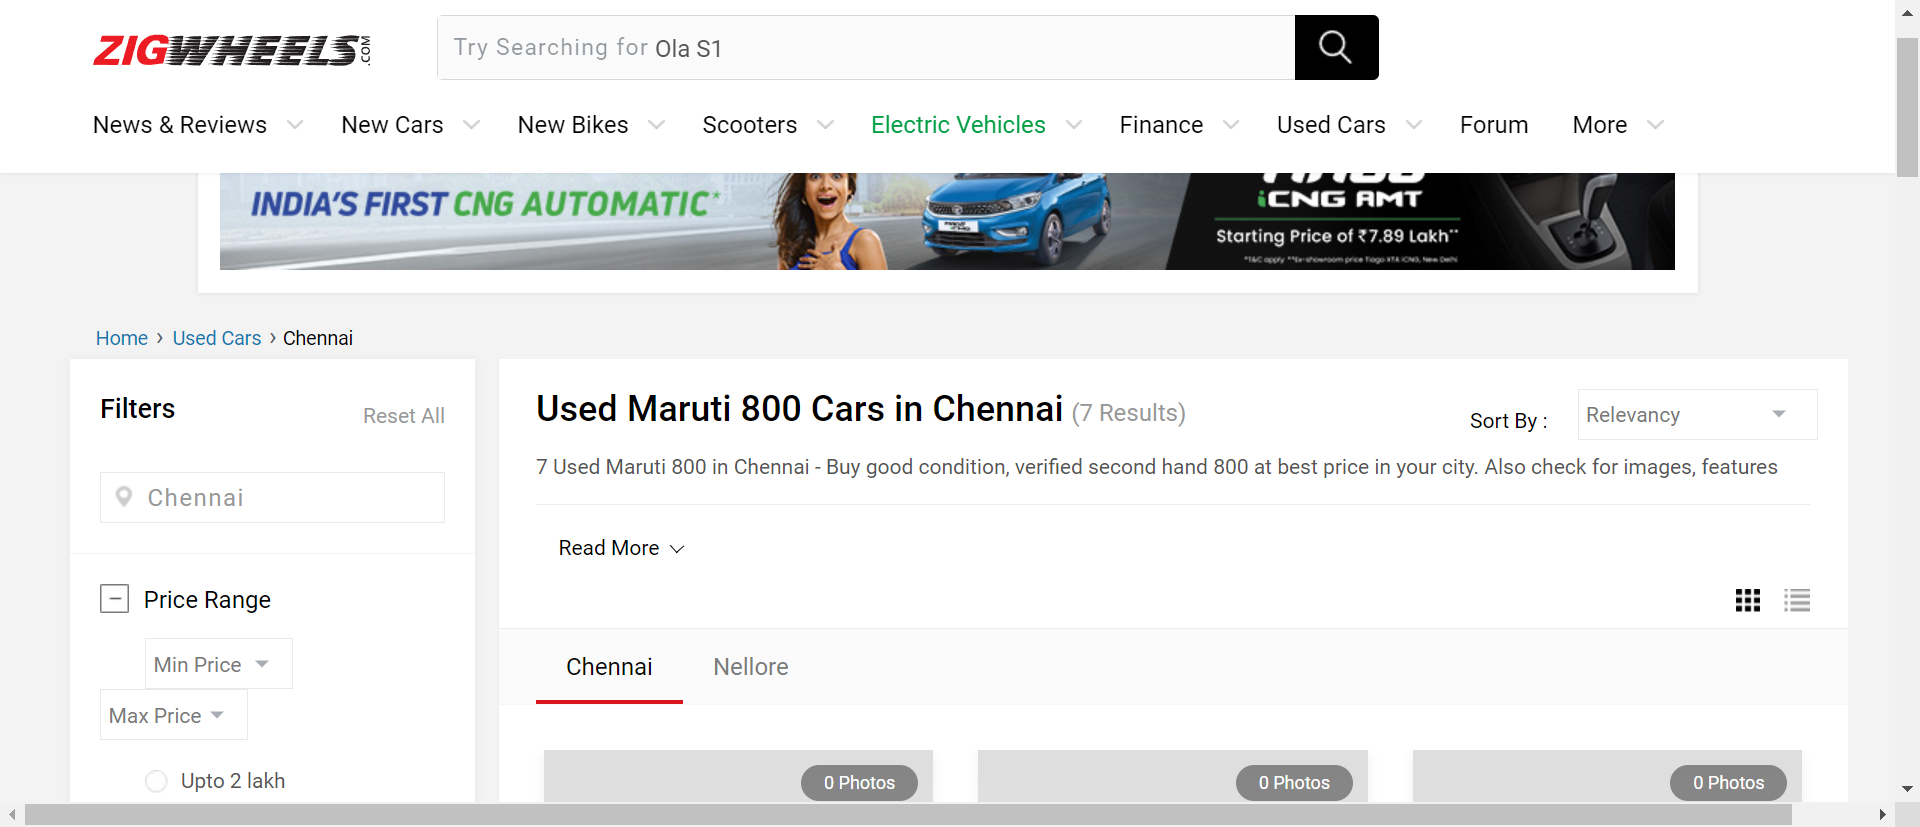 ZIGWHEELS.COM
Try Searching for Ola S1
News & Reviews
New Cars
New Bikes
Scooters
Electric Vehicles
Finance
Used Cars
Forum
More
INDIA'S FIRST CNG AUTOMATIC*
iCNG AMT
Starting Price of ₹7.89 Lakh**
*T&C apply **Ex-showroom price Tiago XTA iCNG, New Delhi
Home › Used Cars › Chennai
Filters
Reset All
Chennai
Price Range
Min Price
Max Price
Upto 2 lakh
Used Maruti 800 Cars in Chennai (7 Results)
Sort By :
Relevancy
7 Used Maruti 800 in Chennai - Buy good condition, verified second hand 800 at best price in your city. Also check for images, features
Read More
Chennai
Nellore
0 Photos
0 Photos
0 Photos